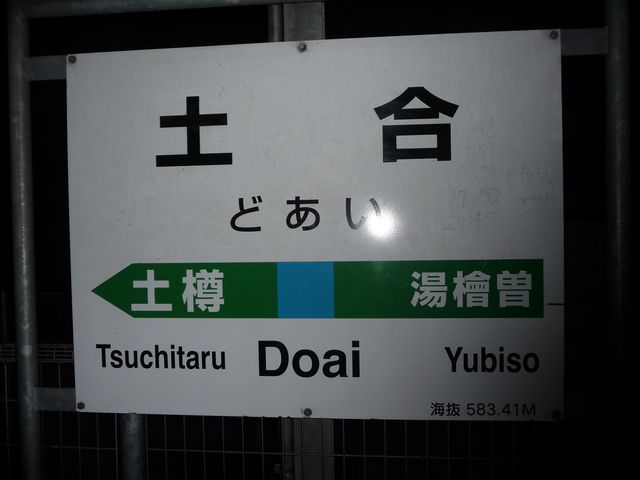 土合
どあい
土樽 湯檜曽
Tsuchitaru Doai Yubiso
海抜 583.41M